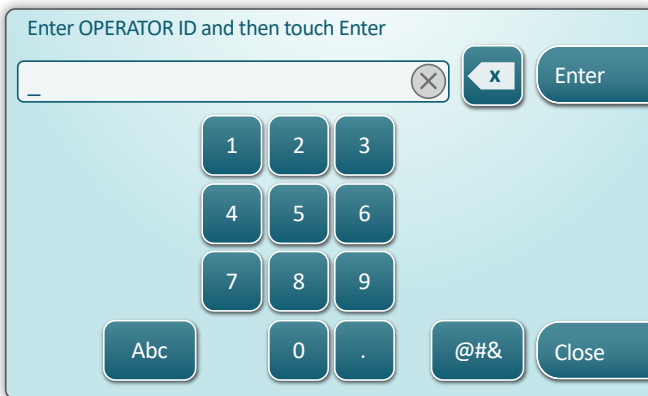 Enter OPERATOR ID and then touch Enter
_ x Enter
1 2 3
4 5 6
7 8 9
Abc 0 . @#& Close